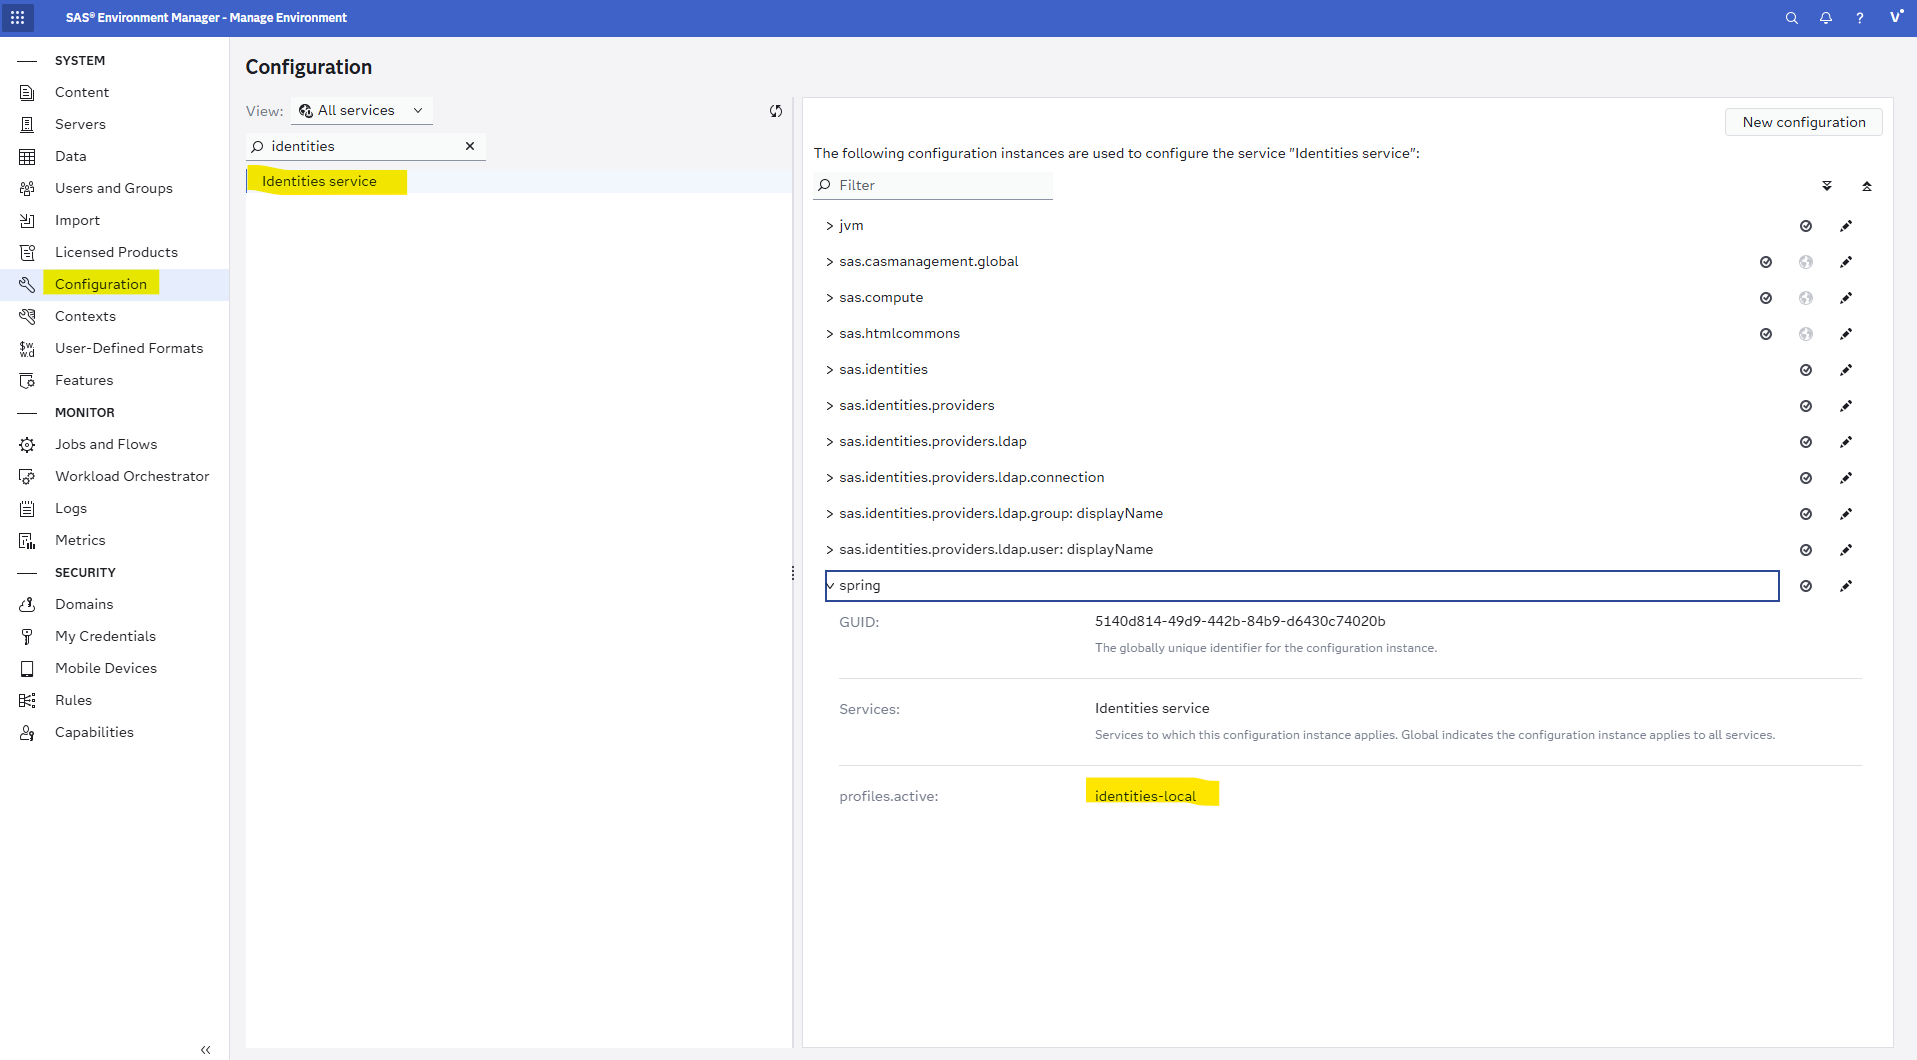 SAS® Environment Manager - Manage Environment
?
V
SYSTEM
Content
Servers
Data
Users and Groups
Import
Licensed Products
Configuration
Contexts
User-Defined Formats
Features
MONITOR
Jobs and Flows
Workload Orchestrator
Logs
Metrics
SECURITY
Domains
My Credentials
Mobile Devices
Rules
Capabilities
Configuration
View: All services
identities
Identities service
New configuration
The following configuration instances are used to configure the service "Identities service":
Filter
jvm
sas.casmanagement.global
sas.compute
sas.htmlcommons
sas.identities
sas.identities.providers
sas.identities.providers.ldap
sas.identities.providers.ldap.connection
sas.identities.providers.ldap.group: displayName
sas.identities.providers.ldap.user: displayName
spring
GUID: 5140d814-49d9-442b-84b9-d6430c74020b
The globally unique identifier for the configuration instance.
Services: Identities service
Services to which this configuration instance applies. Global indicates the configuration instance applies to all services.
profiles.active: identities-local